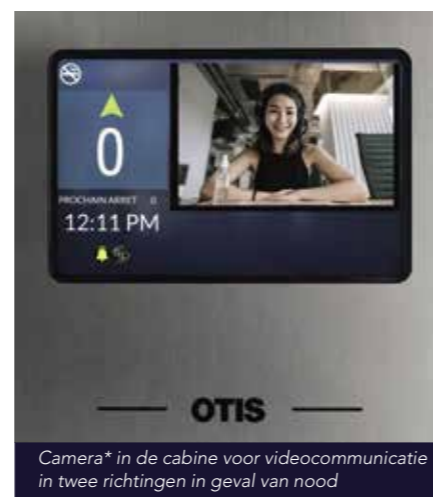 0
PROCHAIN ARRET 0
12:11 PM
OTIS
Camera* in de cabine voor videocommunicatie
in twee richtingen in geval van nood